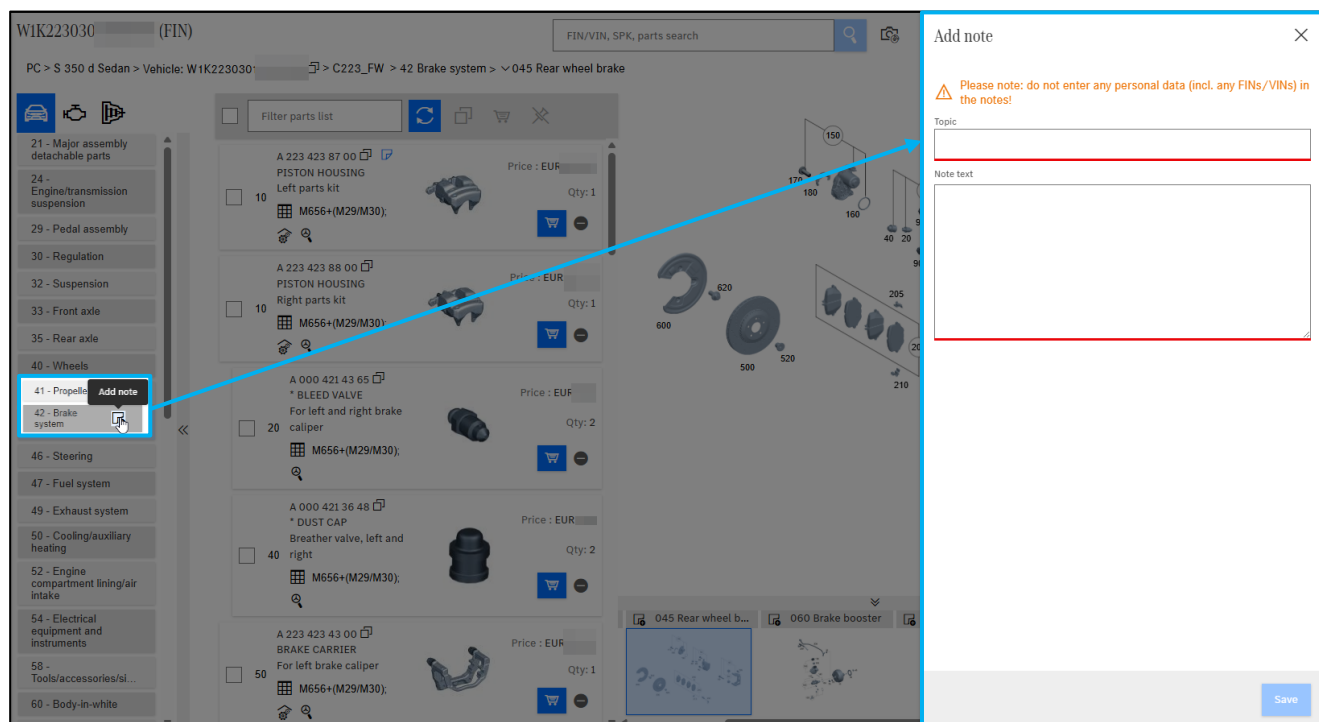 W1K223030 (FIN)
FIN/VIN, SPK, parts search
PC > S 350 d Sedan > Vehicle: W1K2230301 > C223_FW > 42 Brake system > 045 Rear wheel brake
Filter parts list
21 - Major assembly
detachable parts
24 -
Engine/transmission
suspension
29 - Pedal assembly
30 - Regulation
32 - Suspension
33 - Front axle
35 - Rear axle
40 - Wheels
41 - Propelle
Add note
42 - Brake
system
46 - Steering
47 - Fuel system
49 - Exhaust system
50 - Cooling/auxiliary
heating
52 - Engine
compartment lining/air
intake
54 - Electrical
equipment and
instruments
58 -
Tools/accessories/si...
60 - Body-in-white
A 223 423 87 00
PISTON HOUSING
Left parts kit
10
M656+(M29/M30);
Price : EUR
Qty: 1
A 223 423 88 00
PISTON HOUSING
Right parts kit
10
M656+(M29/M30);
Price : EUR
Qty: 1
A 000 421 43 65
* BLEED VALVE
For left and right brake
20 caliper
M656+(M29/M30);
Price : EUR
Qty: 2
A 000 421 36 48
* DUST CAP
Breather valve, left and
40 right
M656+(M29/M30);
Price : EUR
Qty: 2
A 223 423 43 00
BRAKE CARRIER
For left brake caliper
50
M656+(M29/M30);
Price : EUR
Qty: 1
150
170
180
160
40 20
620
600
205
500
520
210
045 Rear wheel b...
060 Brake booster
Add note
Please note: do not enter any personal data (incl. any FINs/VINs) in
the notes!
Topic
Note text
Save